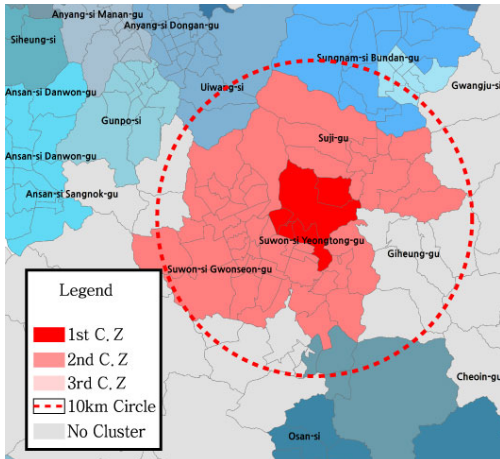 Anyang-si Manan-gu
Anyang-si Dongan-gu
Siheung-si
Sungnam-si Bundang-gu
Ansan-si Danwon-gu
Uiwang-si
Gwangju-si
Gunpo-si
Suji-gu
Ansan-si Danwon-gu
Ansan-si Sangnok-gu
Suwon-si Yeongtong-gu
Giheung-gu
Suwon-si Gwonseon-gu
Legend
1st C. Z
2nd C. Z
3rd C. Z
10km Circle
No Cluster
Cheoin-gu
Osan-si